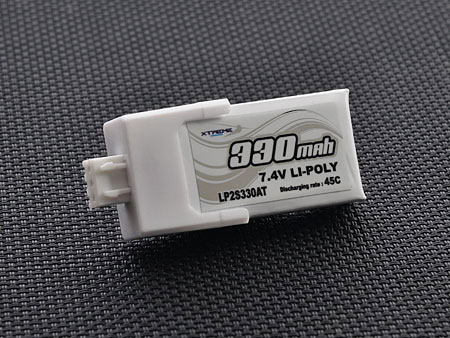 XTREME
330mah
7.4V LI-POLY
LP2S330AT Discharging rate : 45C